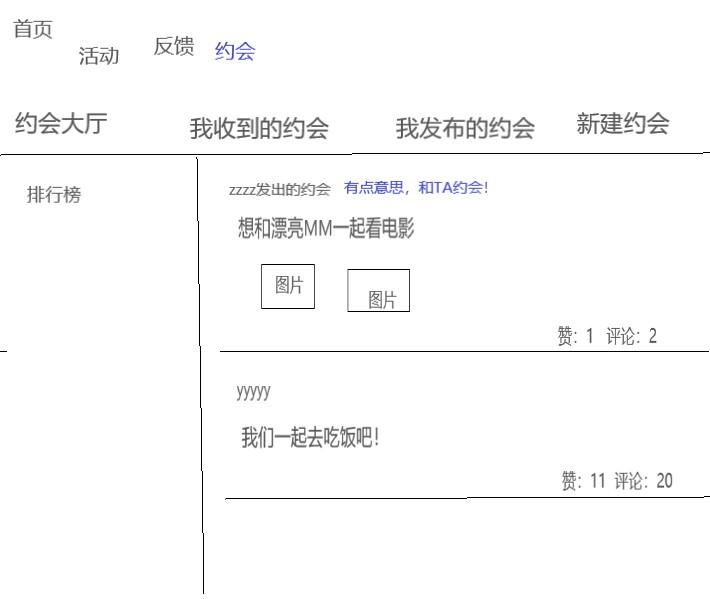 首页 活动 反馈 约会
约会大厅 我收到的约会 我发布的约会 新建约会
排行榜
zzzz发出的约会 有点意思，和TA约会！
想和漂亮MM一起看电影
图片 图片
赞：1 评论：2
yyyyy
我们一起去吃饭吧！
赞：11 评论：20